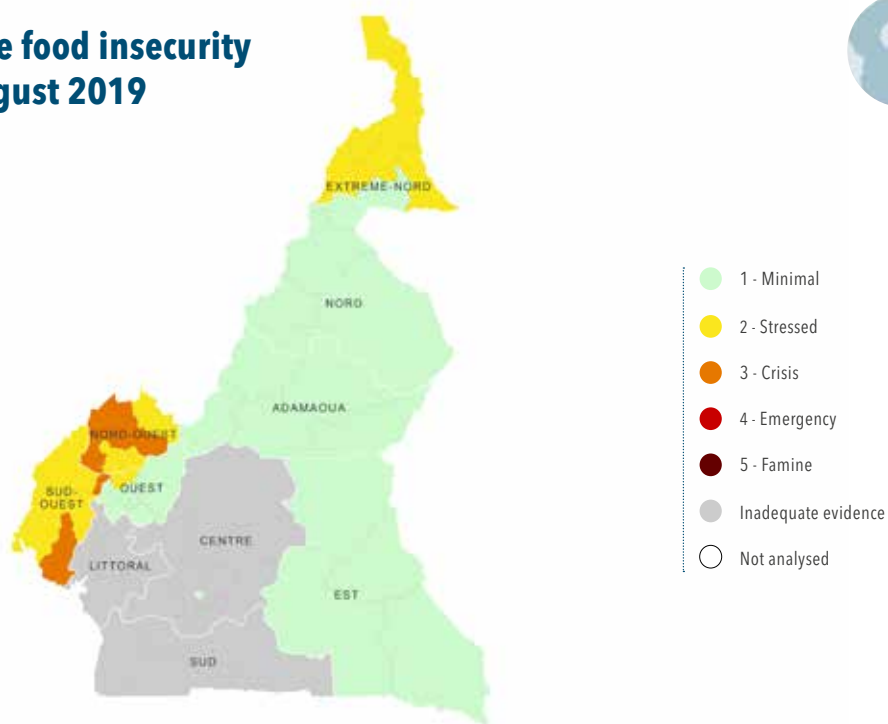 e food insecurity
gust 2019
EXTREME-NORD
NORD
ADAMAOUA
NORD-OUEST
OUEST
SUD-
OUEST
CENTRE
LITTORAL
EST
SUD
1 - Minimal
2 - Stressed
3 - Crisis
4 - Emergency
5 - Famine
Inadequate evidence
Not analysed